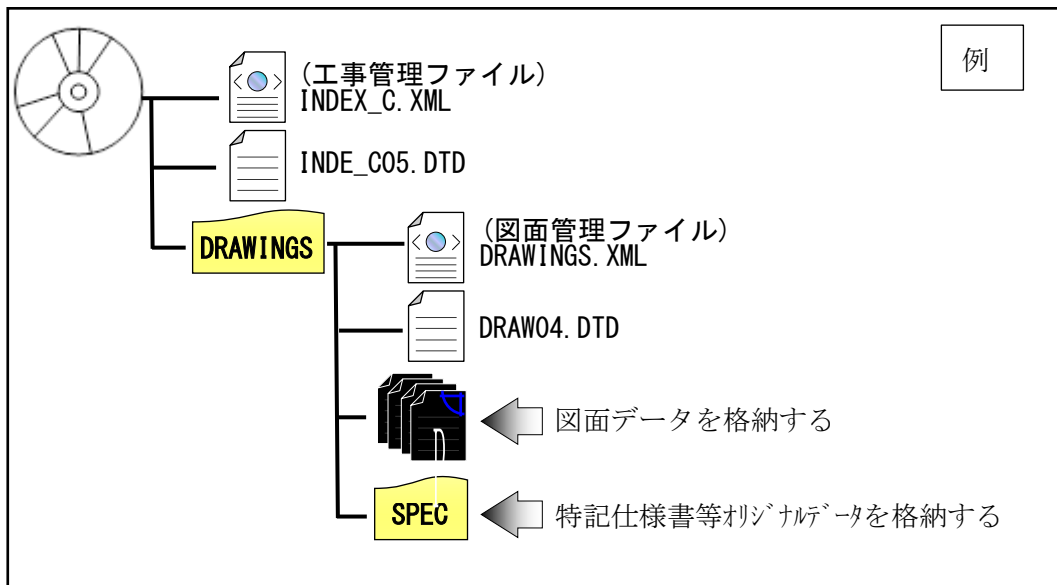 例
(工事管理ファイル)
INDEX_C.XML
INDE_C05.DTD
DRAWINGS
(図面管理ファイル)
DRAWINGS.XML
DRAW04.DTD
図面データを格納する
SPEC
特記仕様書等ｵﾘｼﾞﾅﾙﾃﾞｰﾀを格納する